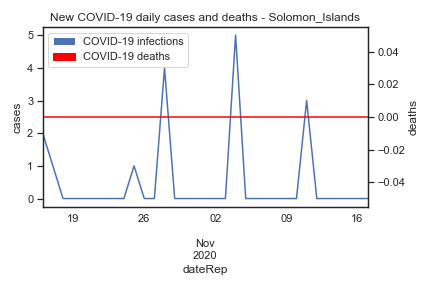 New COVID-19 daily cases and deaths - Solomon_Islands
COVID-19 infections
COVID-19 deaths
5
4
3
2
1
0
cases
0.04
0.02
0.00
−0.02
−0.04
deaths
19 26 02 09 16
Nov
2020
dateRep